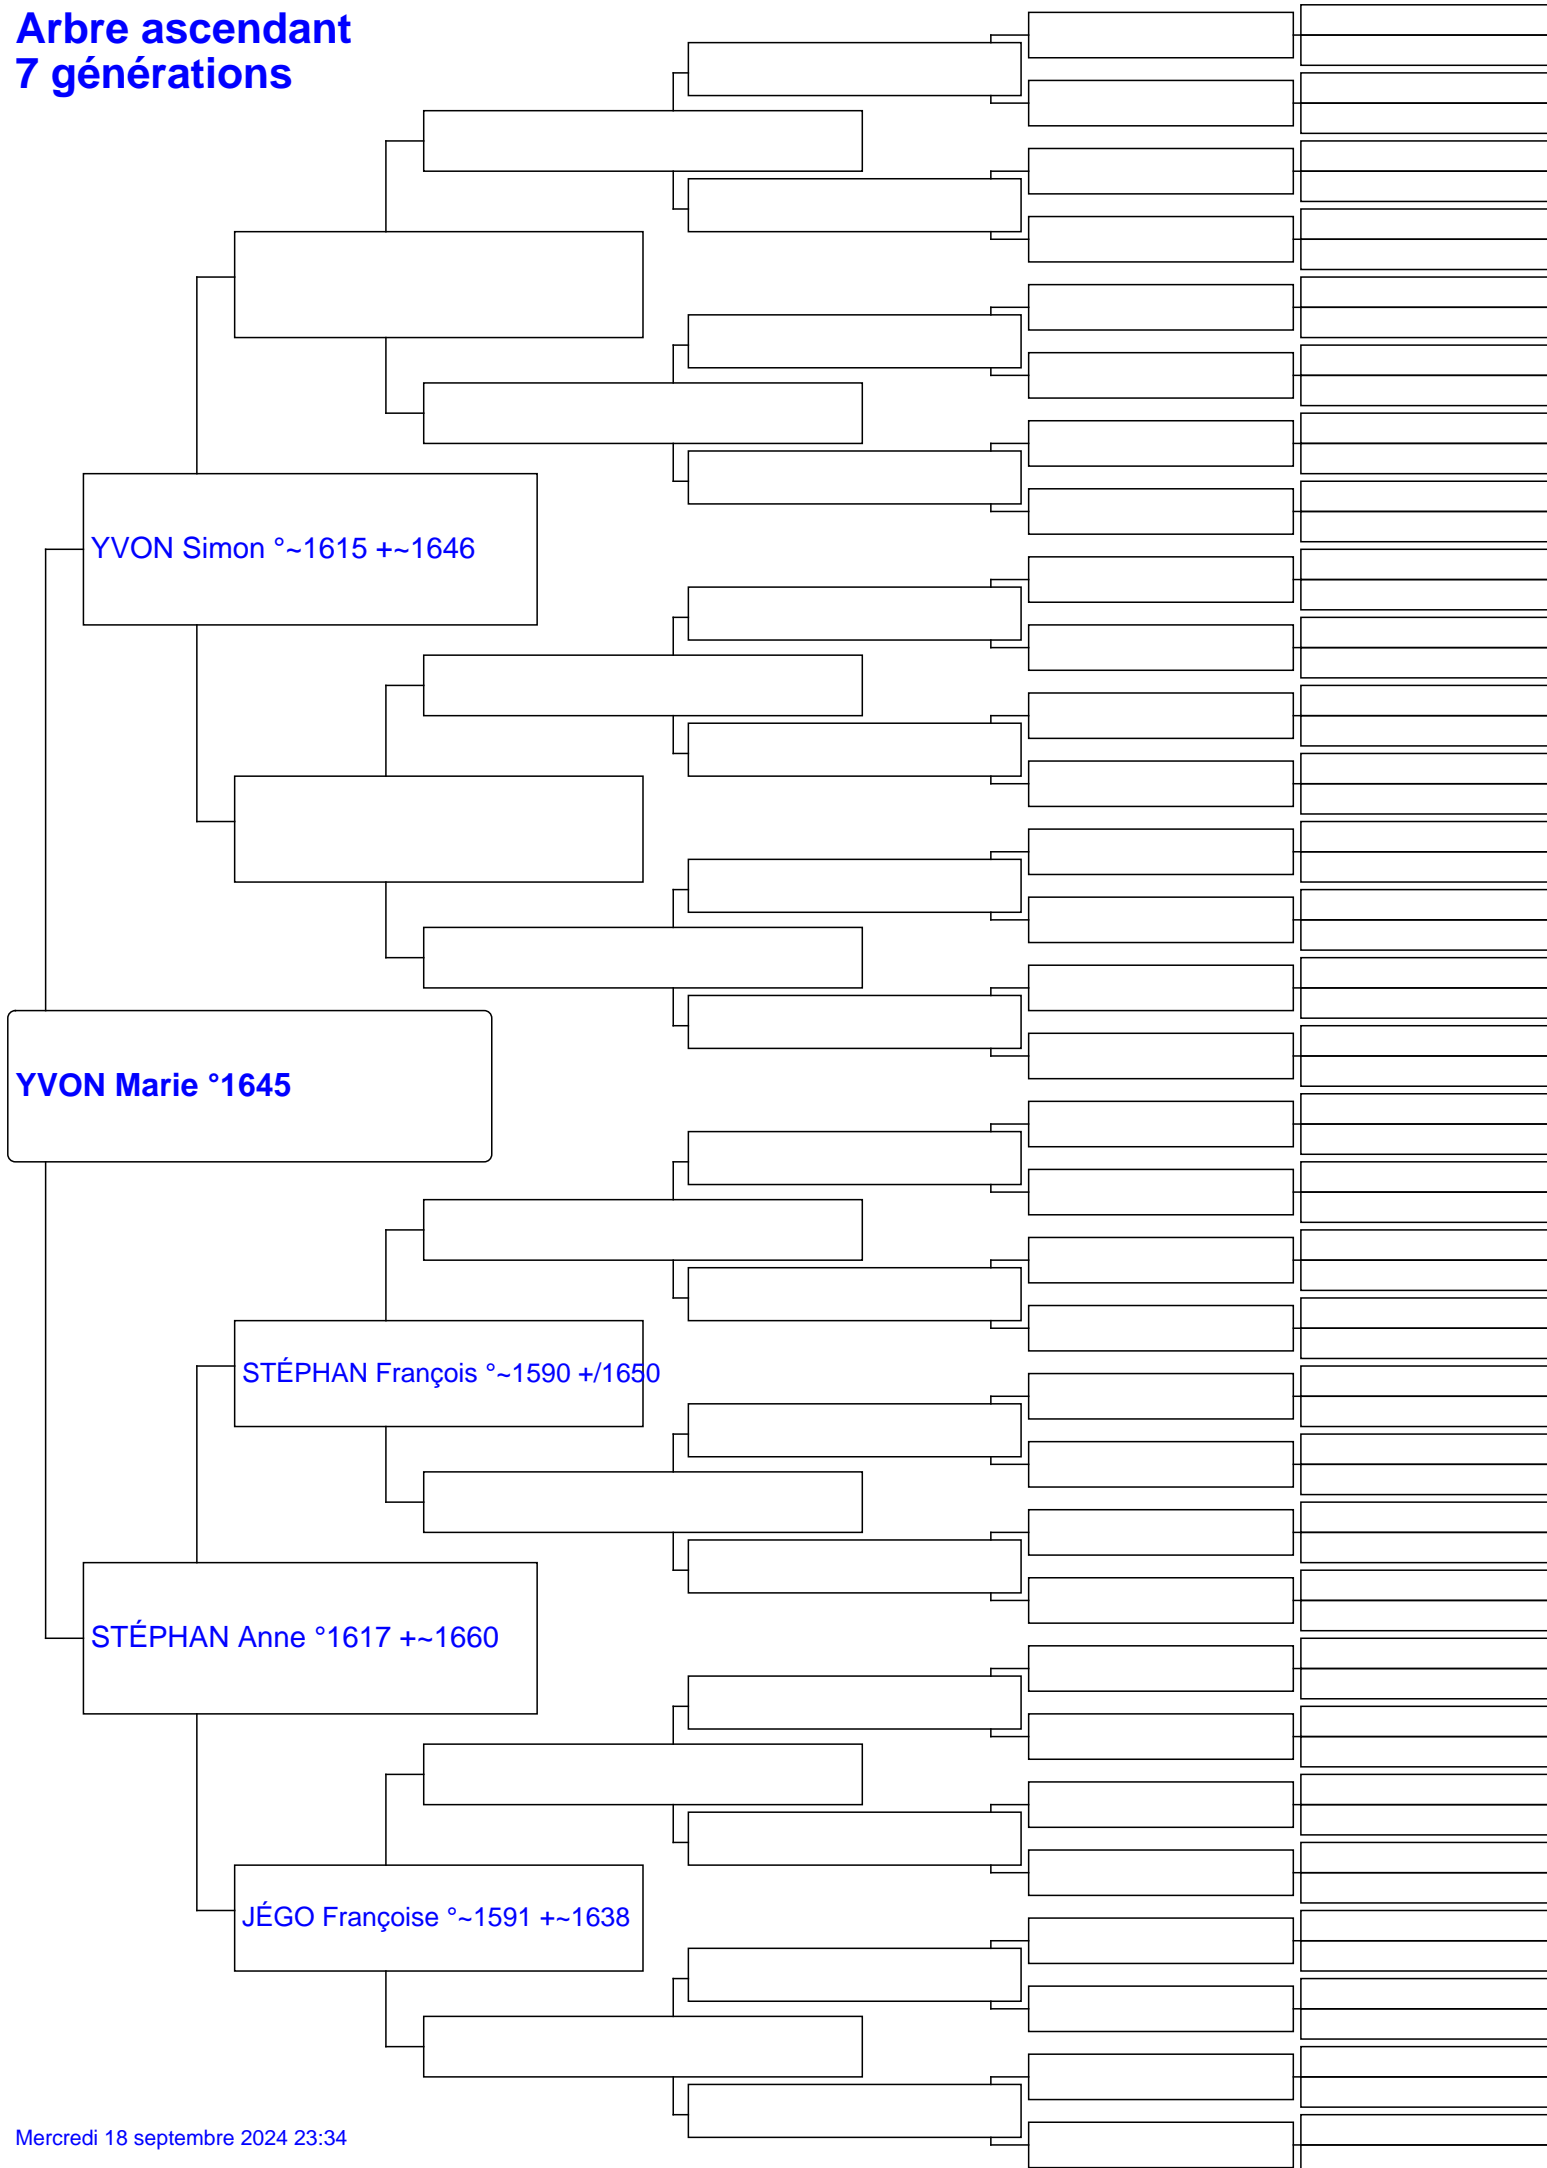 Arbre ascendant
7 générations
YVON Simon °~1615 +~1646
YVON Marie °1645
STÉPHAN François °~1590 +/1650
STÉPHAN Anne °1617 +~1660
JÉGO Françoise °~1591 +~1638
Mercredi 18 septembre 2024 23:34